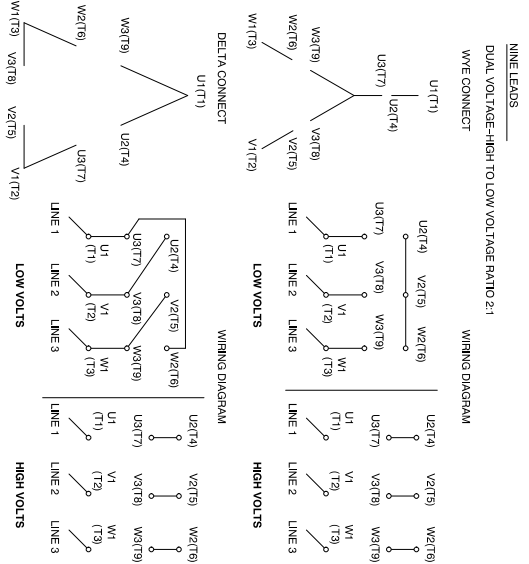 NINE LEADS
DUAL VOLTAGE–HIGH TO LOW VOLTAGE RATIO 2:1
WYE CONNECT
WIRING DIAGRAM
U1(T1)
U2(T4)
U3(T7)
W3(T9)
V3(T8)
W2(T6)
V2(T5)
W1(T3)
V1(T2)
U2(T4) V2(T5) W2(T6)
U3(T7) V3(T8) W3(T9)
U1 V1 W1
(T1) (T2) (T3)
LINE 1 LINE 2 LINE 3
LOW VOLTS
U2(T4) V2(T5) W2(T6)
U3(T7) V3(T8) W3(T9)
U1 V1 W1
(T1) (T2) (T3)
LINE 1 LINE 2 LINE 3
HIGH VOLTS
DELTA CONNECT
WIRING DIAGRAM
U1(T1)
W3(T9)
U2(T4)
W2(T6)
U3(T7)
W1(T3)
V3(T8)
V2(T5)
V1(T2)
U2(T4) V2(T5) W2(T6)
U3(T7) V3(T8) W3(T9)
U1 V1 W1
(T1) (T2) (T3)
LINE 1 LINE 2 LINE 3
LOW VOLTS
U2(T4) V2(T5) W2(T6)
U3(T7) V3(T8) W3(T9)
U1 V1 W1
(T1) (T2) (T3)
LINE 1 LINE 2 LINE 3
HIGH VOLTS